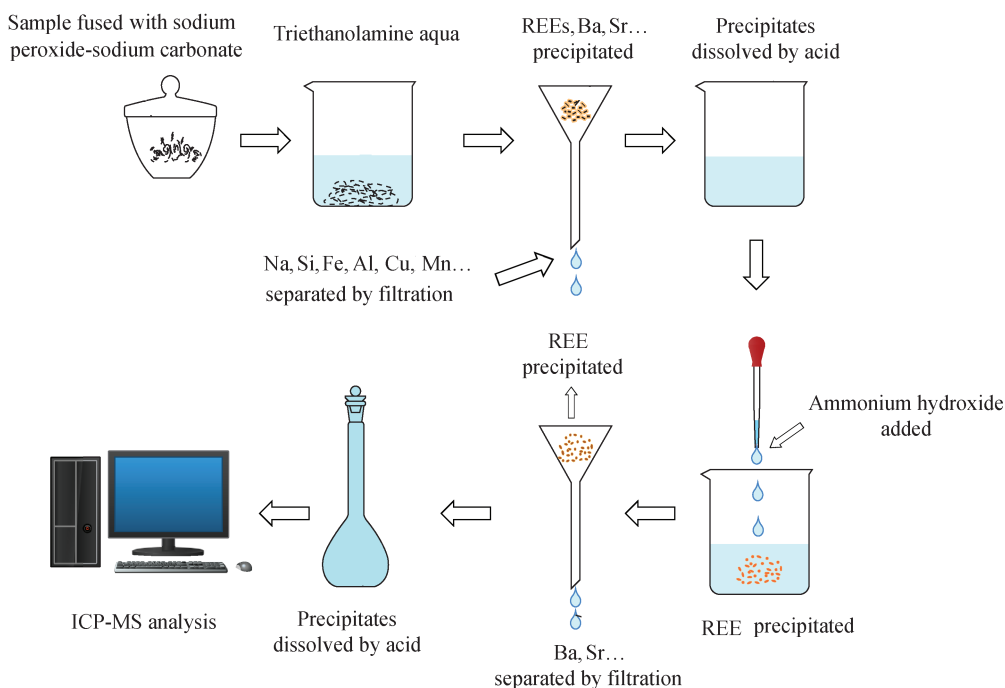 Sample fused with sodium
peroxide-sodium carbonate
Triethanolamine aqua
REEs, Ba, Sr...
precipitated
Precipitates
dissolved by acid
Na, Si, Fe, Al, Cu, Mn...
separated by filtration
REE
precipitated
Ammonium hydroxide
added
REE precipitated
Ba, Sr...
separated by filtration
Precipitates
dissolved by acid
ICP-MS analysis